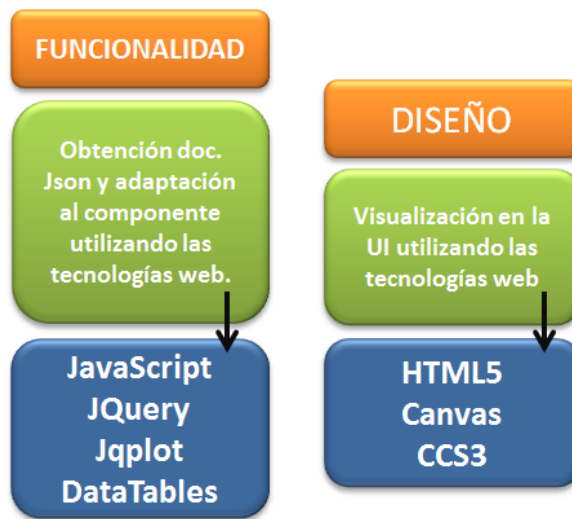 FUNCIONALIDAD
Obtención doc.
Json y adaptación
al componente
utilizando las
tecnologías web.
JavaScript
JQuery
Jqplot
DataTables
DISEÑO
Visualización en la
UI utilizando las
tecnologías web
HTML5
Canvas
CCS3